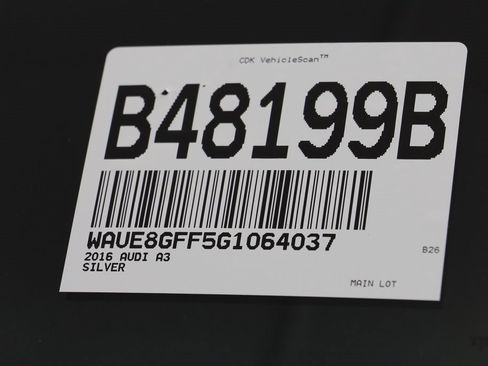 CDK VehicleScan™
B48199B
WAUE8GFF5G1064037
2016 AUDI A3
SILVER
B26
MAIN LOT